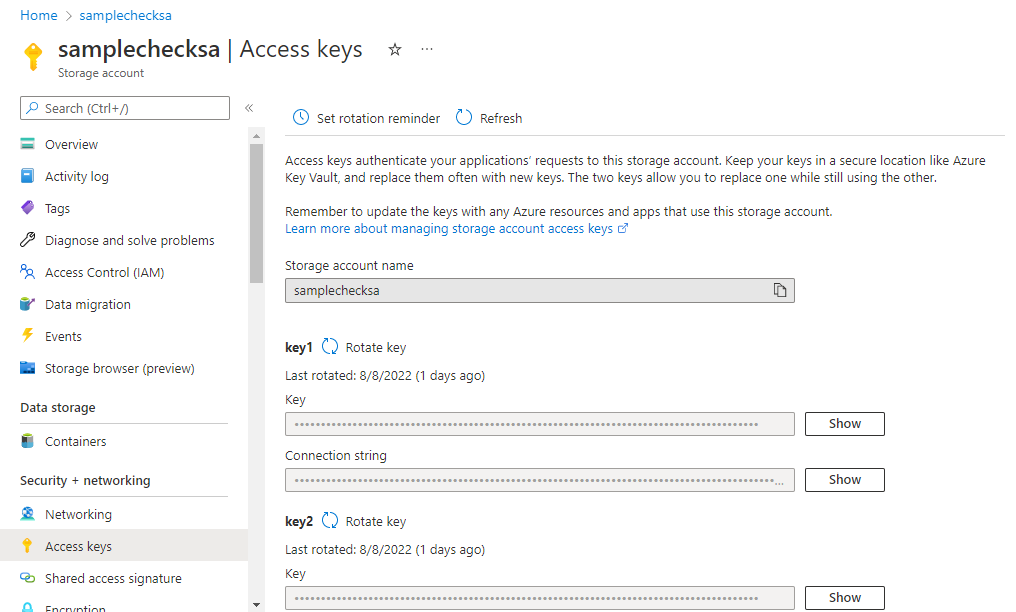 Home > samplechecksa
samplechecksa | Access keys
Storage account
Search (Ctrl+/)
Overview
Activity log
Tags
Diagnose and solve problems
Access Control (IAM)
Data migration
Events
Storage browser (preview)
Data storage
Containers
Security + networking
Networking
Access keys
Shared access signature
Encryption
Set rotation reminder
Refresh
Access keys authenticate your applications' requests to this storage account. Keep your keys in a secure location like Azure
Key Vault, and replace them often with new keys. The two keys allow you to replace one while still using the other.
Remember to update the keys with any Azure resources and apps that use this storage account.
Learn more about managing storage account access keys
Storage account name
samplechecksa
key1 Rotate key
Last rotated: 8/8/2022 (1 days ago)
Key
Show
Connection string
Show
key2 Rotate key
Last rotated: 8/8/2022 (1 days ago)
Key
Show